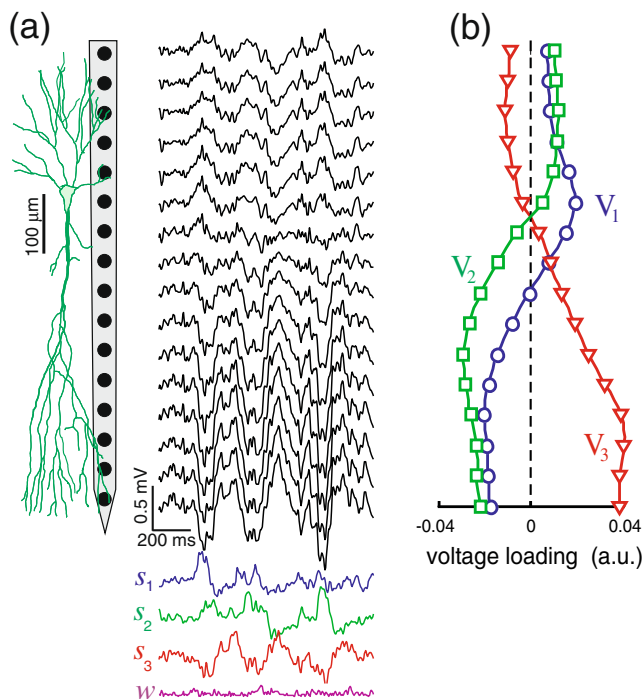 (a)
(b)
100 μm
V1
V2
V3
0.5 mV
200 ms
-0.04 0 0.04
voltage loading (a.u.)
s1
s2
s3
w